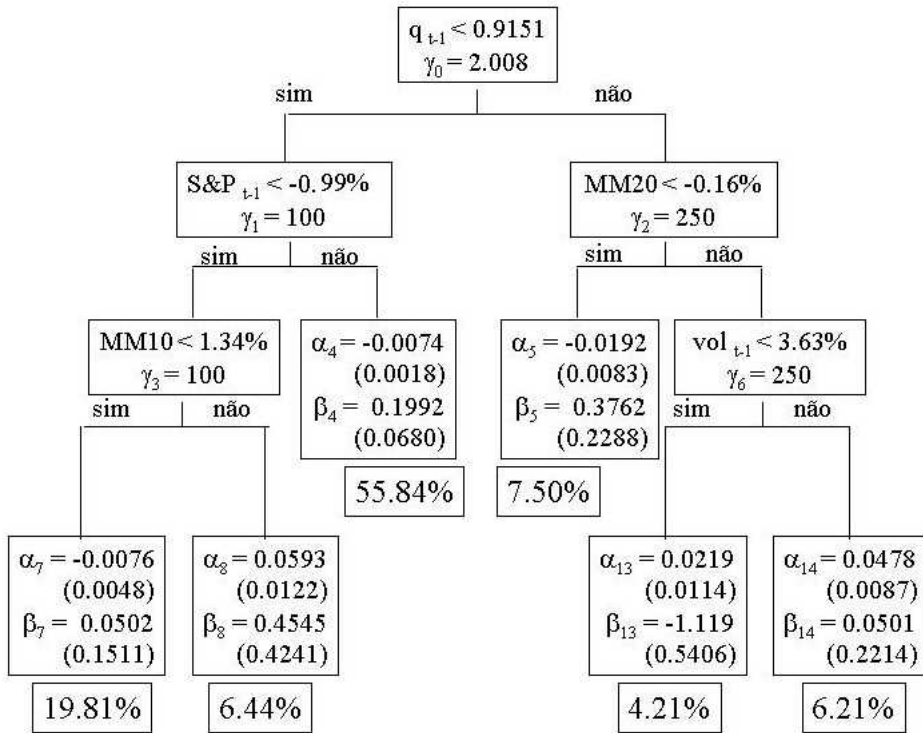 q t-1 < 0.9151
γ0 = 2.008
sim não
S&P t-1 < -0.99%
γ1 = 100
MM20 < -0.16%
γ2 = 250
sim não
sim não
MM10 < 1.34%
γ3 = 100
α4 = -0.0074
(0.0018)
β4 = 0.1992
(0.0680)
α5 = -0.0192
(0.0083)
β5 = 0.3762
(0.2288)
vol t-1 < 3.63%
γ6 = 250
sim não
sim não
55.84%
7.50%
α7 = -0.0076
(0.0048)
β7 = 0.0502
(0.1511)
α8 = 0.0593
(0.0122)
β8 = 0.4545
(0.4241)
α13 = 0.0219
(0.0114)
β13 = -1.119
(0.5406)
α14 = 0.0478
(0.0087)
β14 = 0.0501
(0.2214)
19.81%
6.44%
4.21%
6.21%